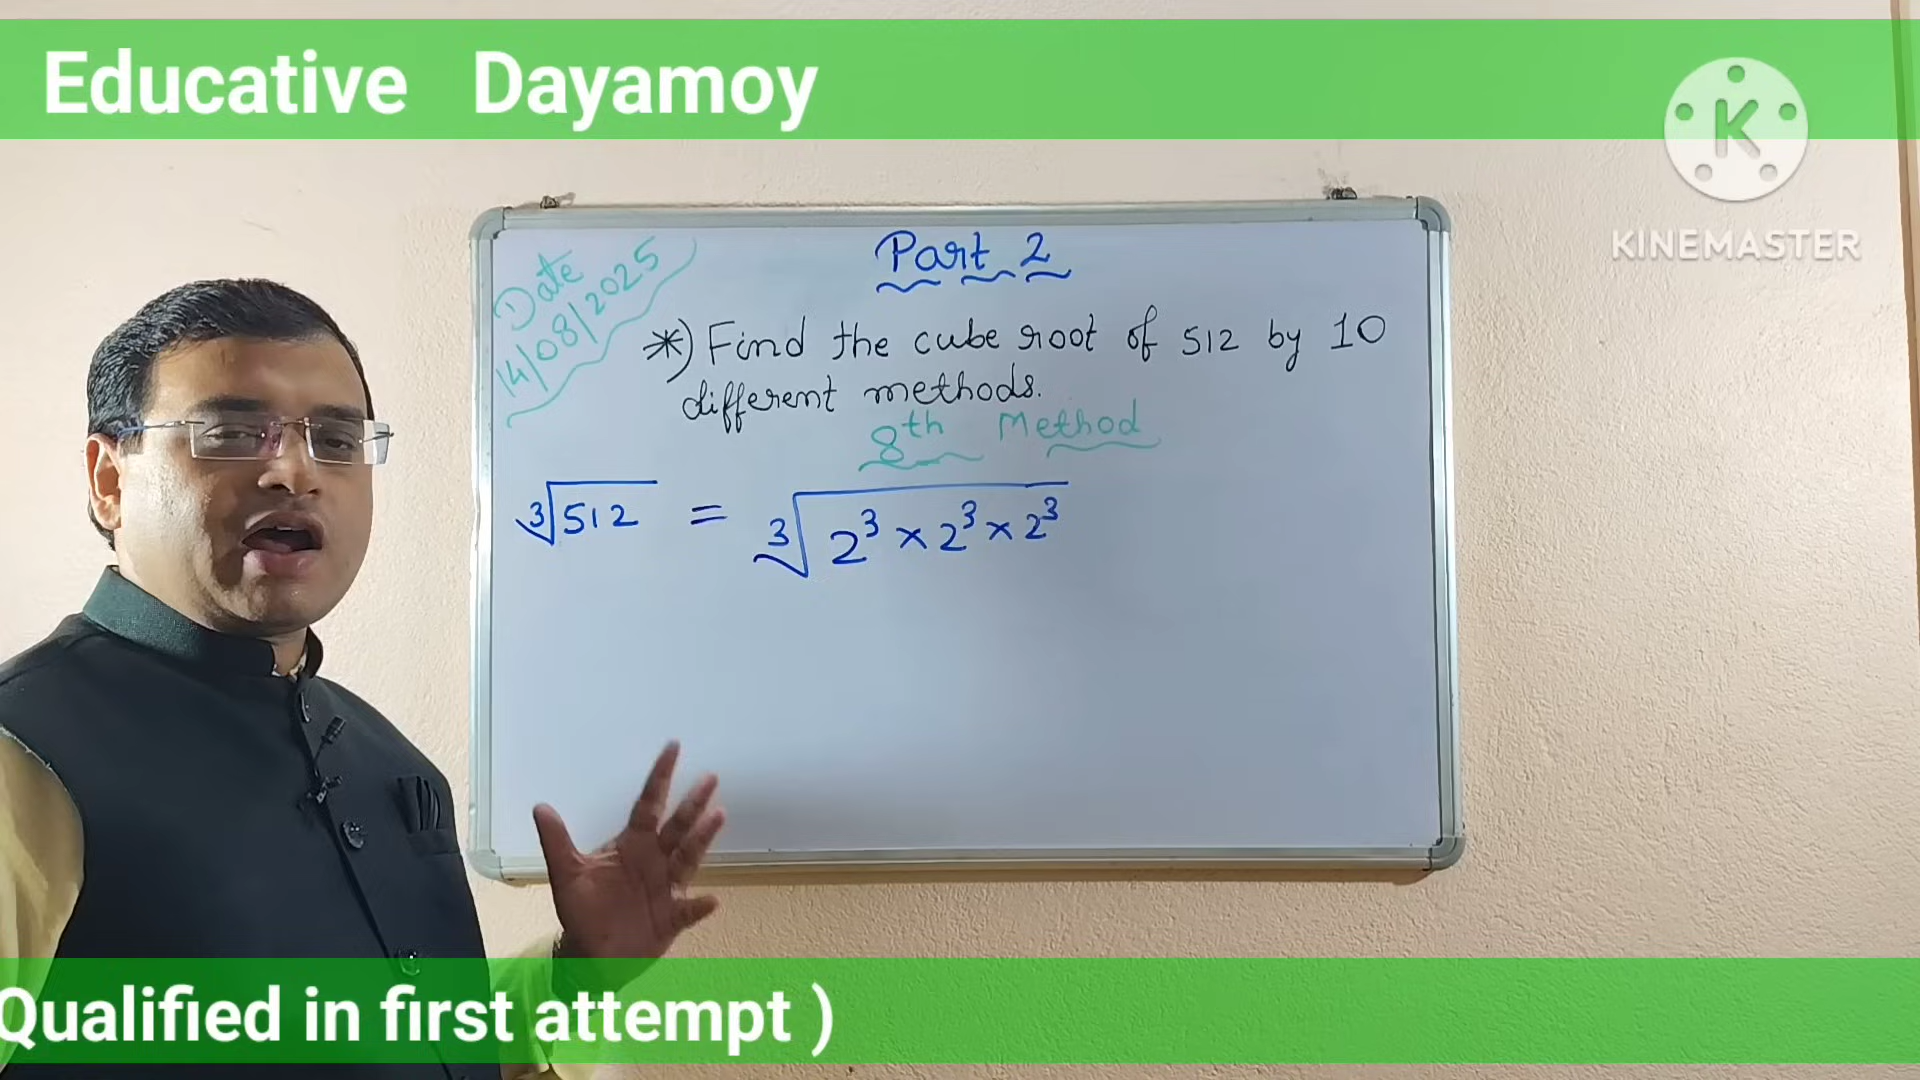 Educative Dayamoy
K
KINEMASTER
Part 2
Date
14/08/2025
*) Find the cube root of 512 by 10
different methods.
8th Method
∛512 = ∛2³ × 2³ × 2³
Qualified in first attempt )